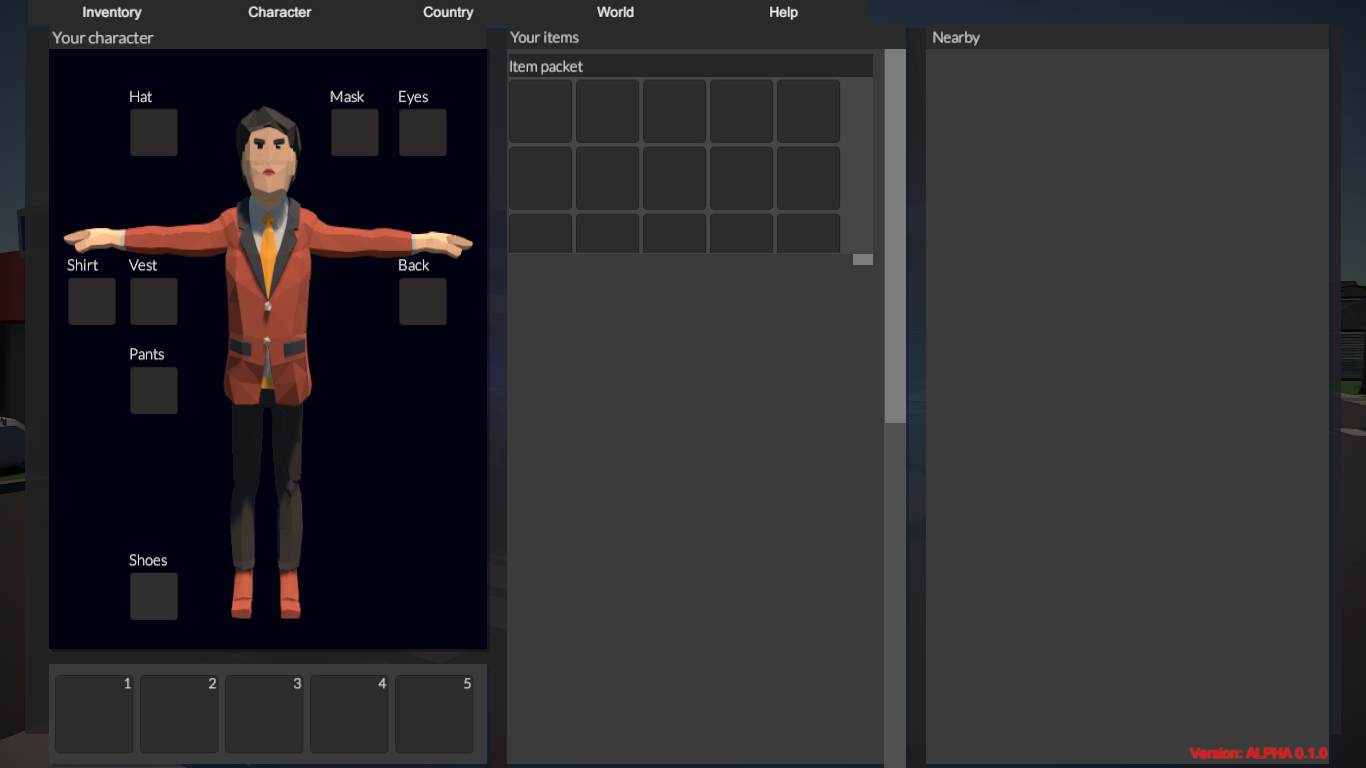 Inventory Character Country World Help
Your character
Your items
Nearby
Item packet
Hat
Mask
Eyes
Shirt
Vest
Back
Pants
Shoes
1 2 3 4 5
Version: ALPHA 0.1.0